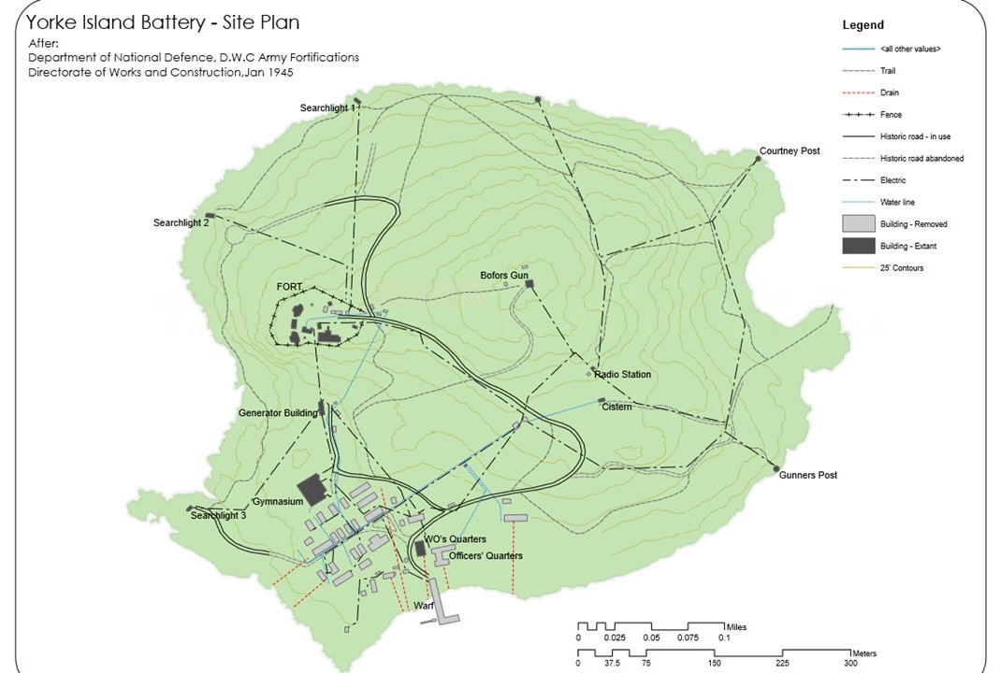 Yorke Island Battery - Site Plan
After:
Department of National Defence, D.W.C Army Fortifications
Directorate of Works and Construction,Jan 1945
Legend
<all other values>
Trail
Drain
Fence
Historic road - in use
Historic road abandoned
Electric
Water line
Building - Removed
Building - Extant
25' Contours
Searchlight 1
Courtney Post
Searchlight 2
Bofors Gun
FORT
Radio Station
Cistern
Generator Building
Gunners Post
Gymnasium
Searchlight 3
WO's Quarters
Officers' Quarters
Warf
Miles
0 0.025 0.05 0.075 0.1
Meters
0 37.5 75 150 225 300